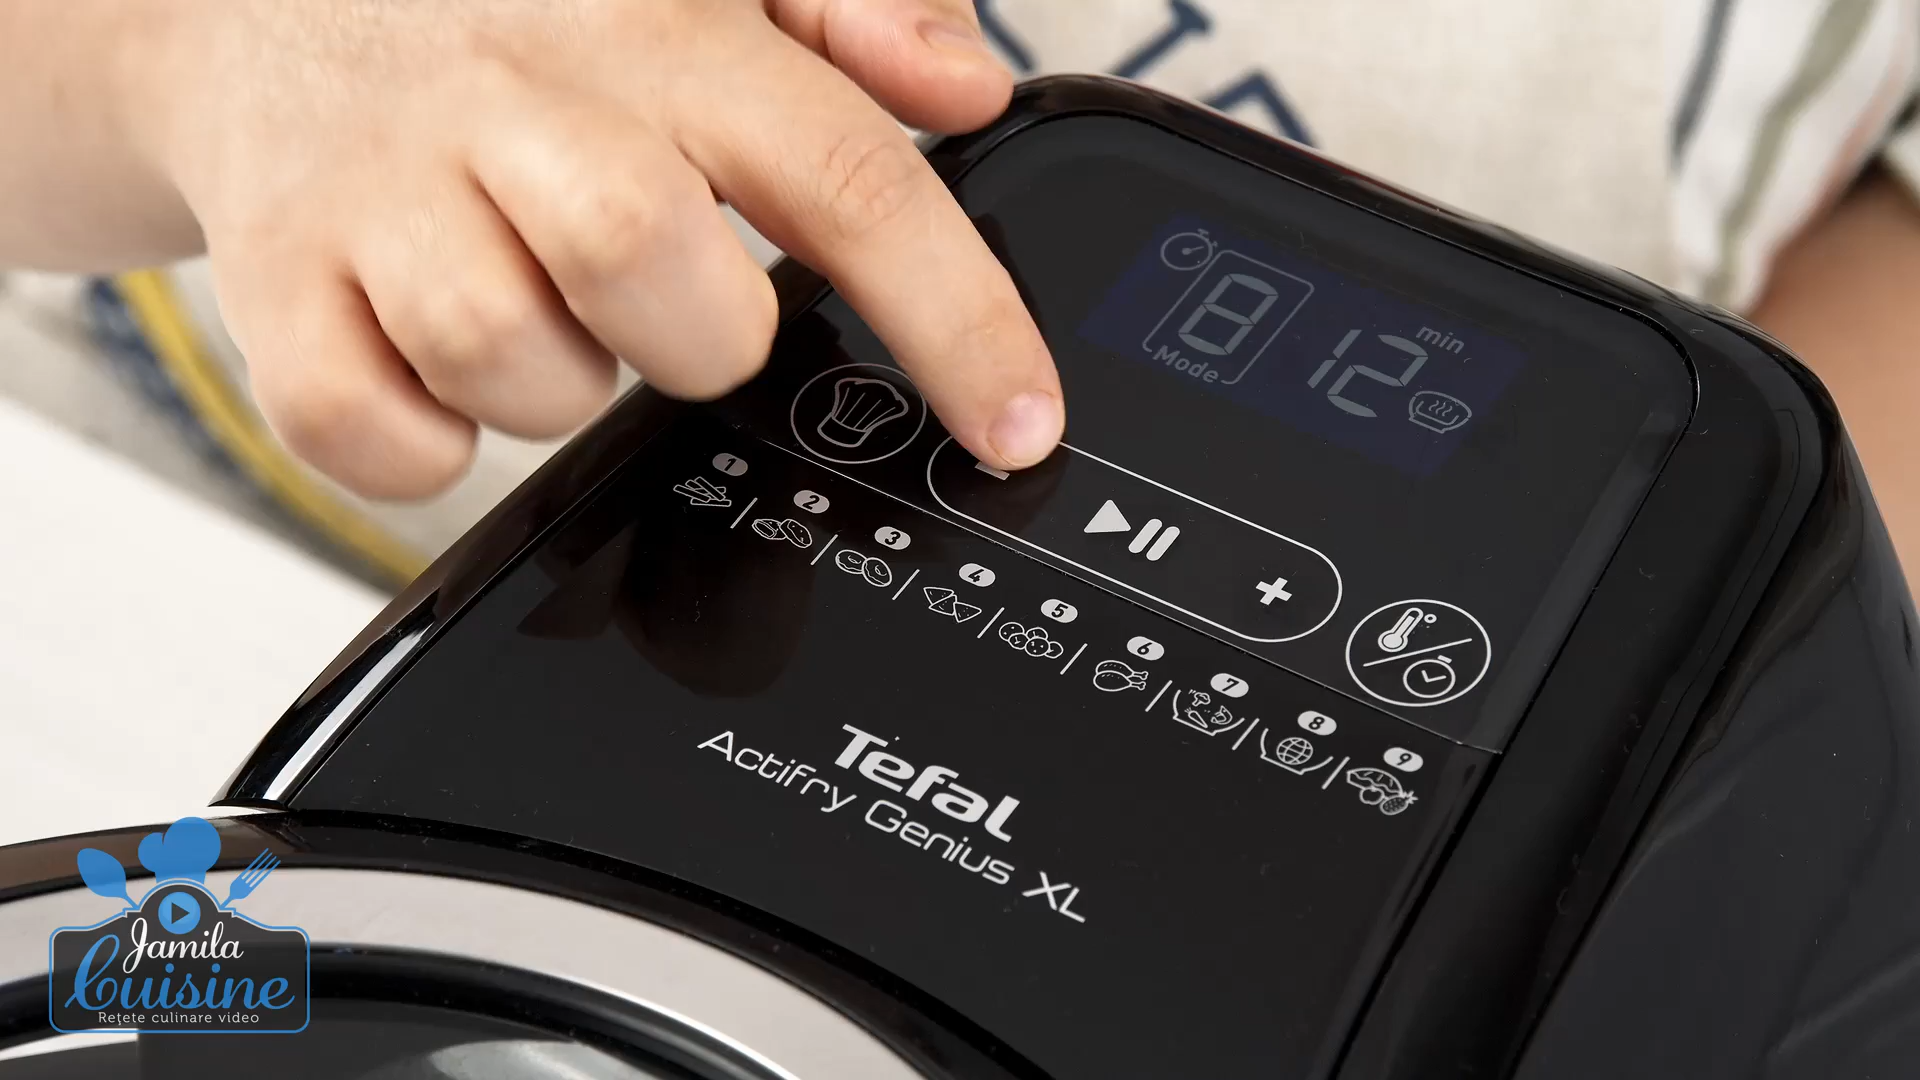 8
Mode
12
min
1
2
3
4
5
6
7
8
9
Tefal
Actifry Genius XL
Jamila
Cuisine
Rețete culinare video